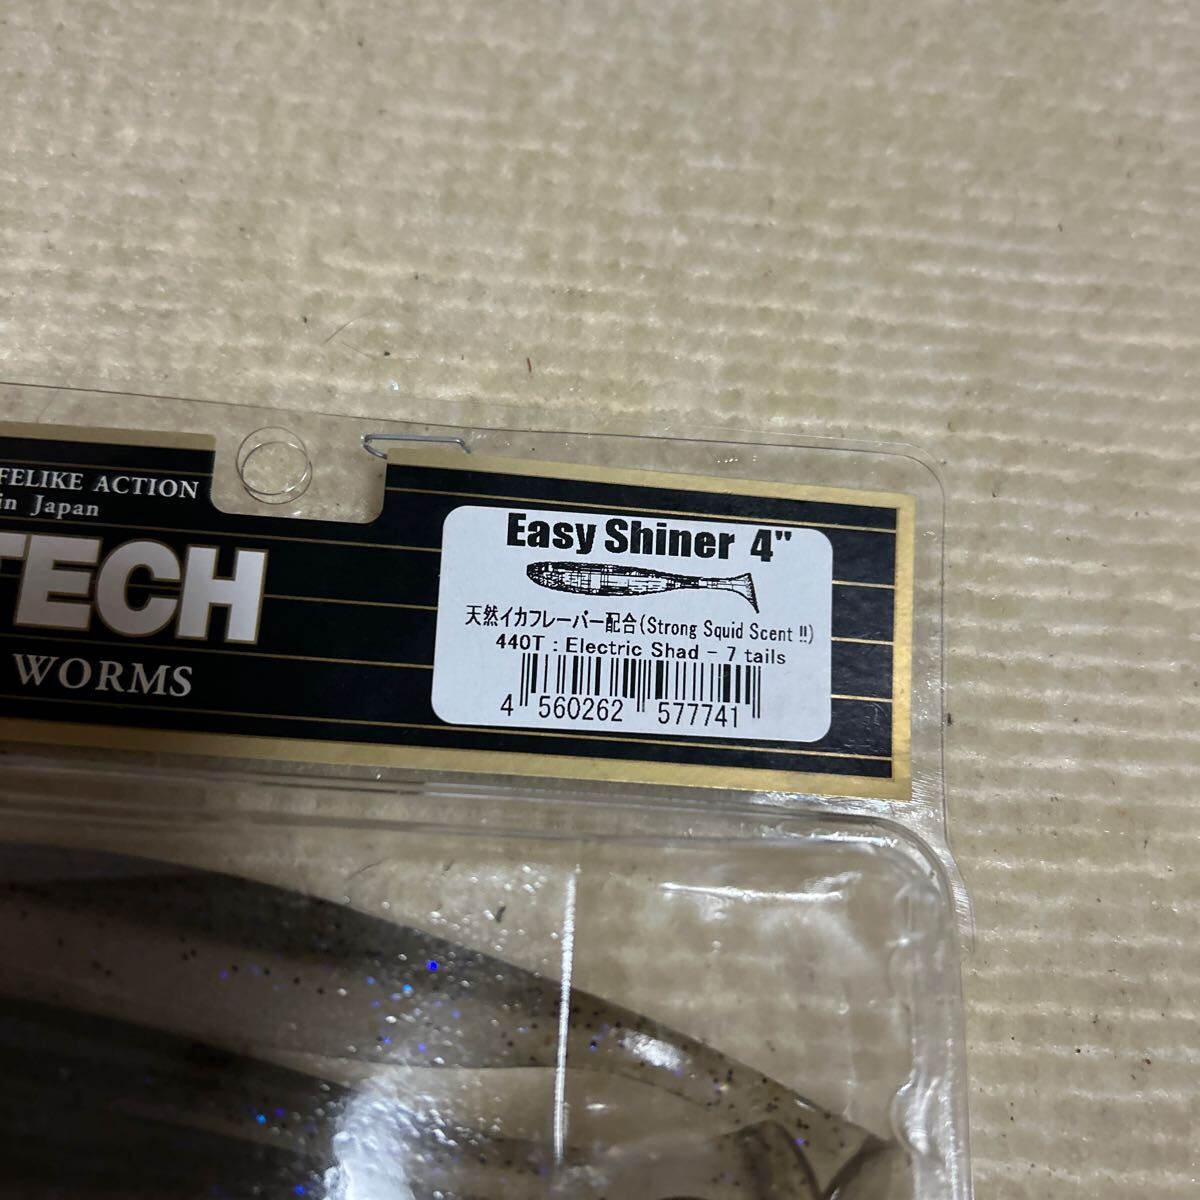 FELIKE ACTION
in Japan
TECH
WORMS
Easy Shiner 4"
天然イカフレーバー配合(Strong Squid Scent !!)
440T : Electric Shad - 7 tails
4 560262 577741